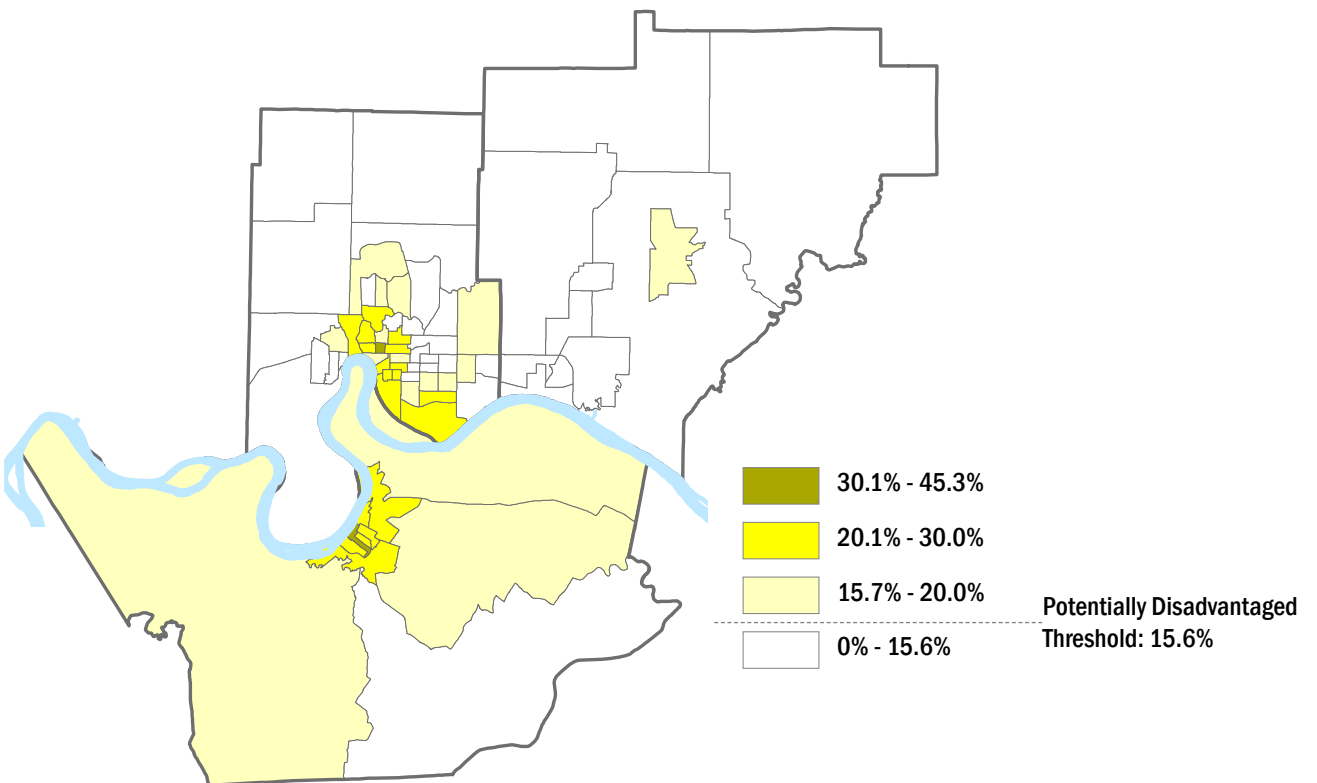 30.1% - 45.3%
20.1% - 30.0%
15.7% - 20.0%
0% - 15.6%
Potentially Disadvantaged
Threshold: 15.6%